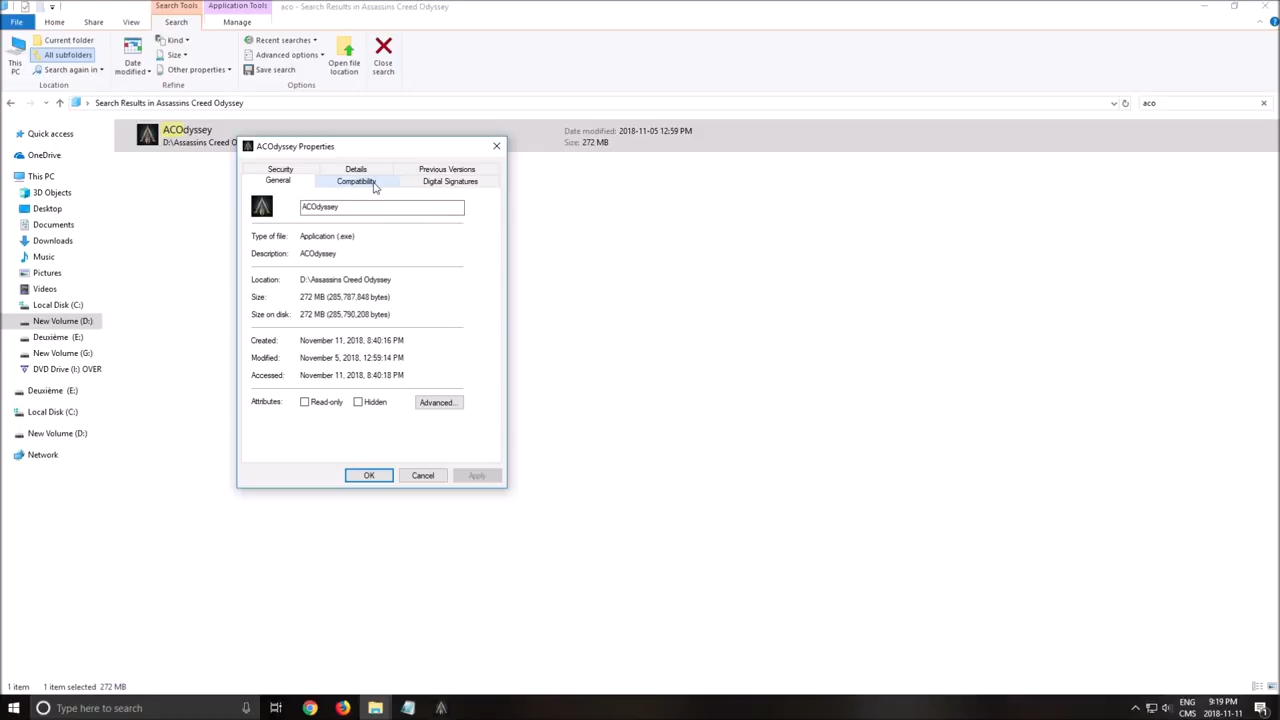 Search Tools Application Tools aco - Search Results in Assassins Creed Odyssey
File Home Share View Search Manage
This PC
Current folder
All subfolders
Search again in
Location
Date modified
Kind
Size
Other properties
Refine
Recent searches
Advanced options
Save search
Options
Open file location
Close search
Search Results in Assassins Creed Odyssey
aco
Quick access
OneDrive
This PC
3D Objects
Desktop
Documents
Downloads
Music
Pictures
Videos
Local Disk (C:)
New Volume (D:)
Deuxième (E:)
New Volume (G:)
DVD Drive (I:) OVER
Deuxième (E:)
Local Disk (C:)
New Volume (D:)
Network
ACOdyssey
D:\Assassins Creed O
Date modified: 2018-11-05 12:59 PM
Size: 272 MB
ACOdyssey Properties
Security Details Previous Versions
General Compatibility Digital Signatures
ACOdyssey
Type of file: Application (.exe)
Description: ACOdyssey
Location: D:\Assassins Creed Odyssey
Size: 272 MB (285,787,848 bytes)
Size on disk: 272 MB (285,790,208 bytes)
Created: November 11, 2018, 8:40:16 PM
Modified: November 5, 2018, 12:59:14 PM
Accessed: November 11, 2018, 8:40:18 PM
Attributes: Read-only Hidden Advanced...
OK Cancel Apply
1 item 1 item selected 272 MB
Type here to search
ENG
CMS
9:19 PM
2018-11-11
1